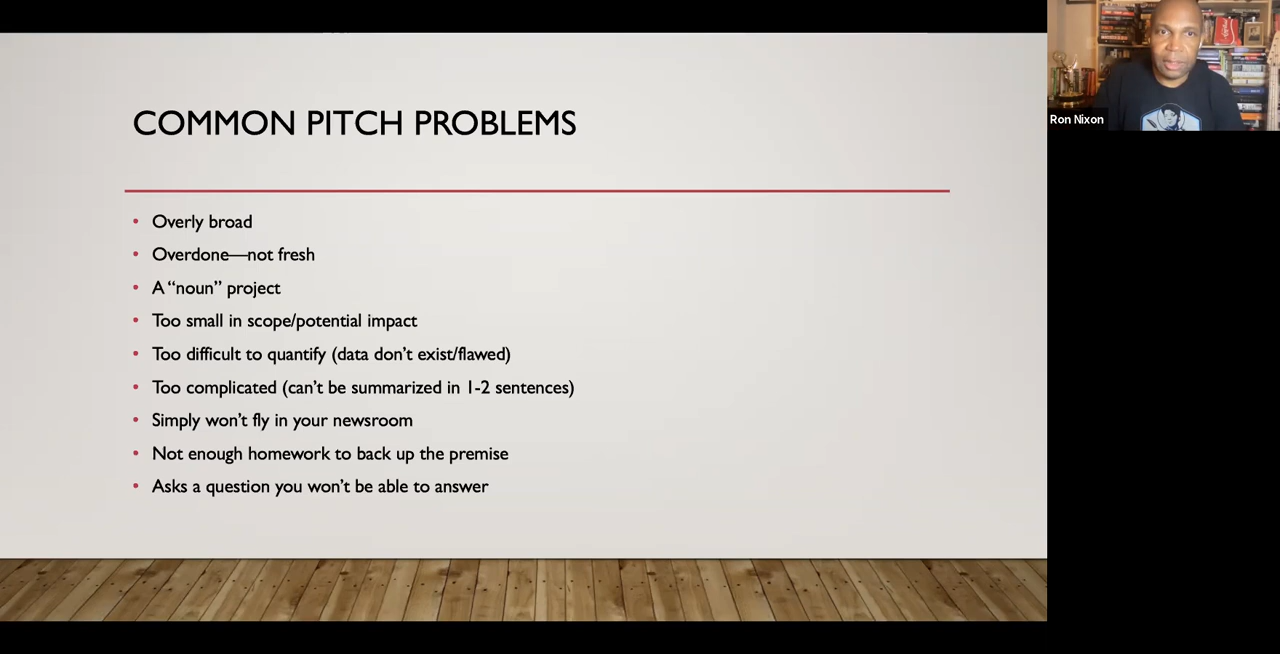 COMMON PITCH PROBLEMS
• Overly broad
• Overdone—not fresh
• A “noun” project
• Too small in scope/potential impact
• Too difficult to quantify (data don’t exist/flawed)
• Too complicated (can’t be summarized in 1-2 sentences)
• Simply won’t fly in your newsroom
• Not enough homework to back up the premise
• Asks a question you won’t be able to answer
Ron Nixon